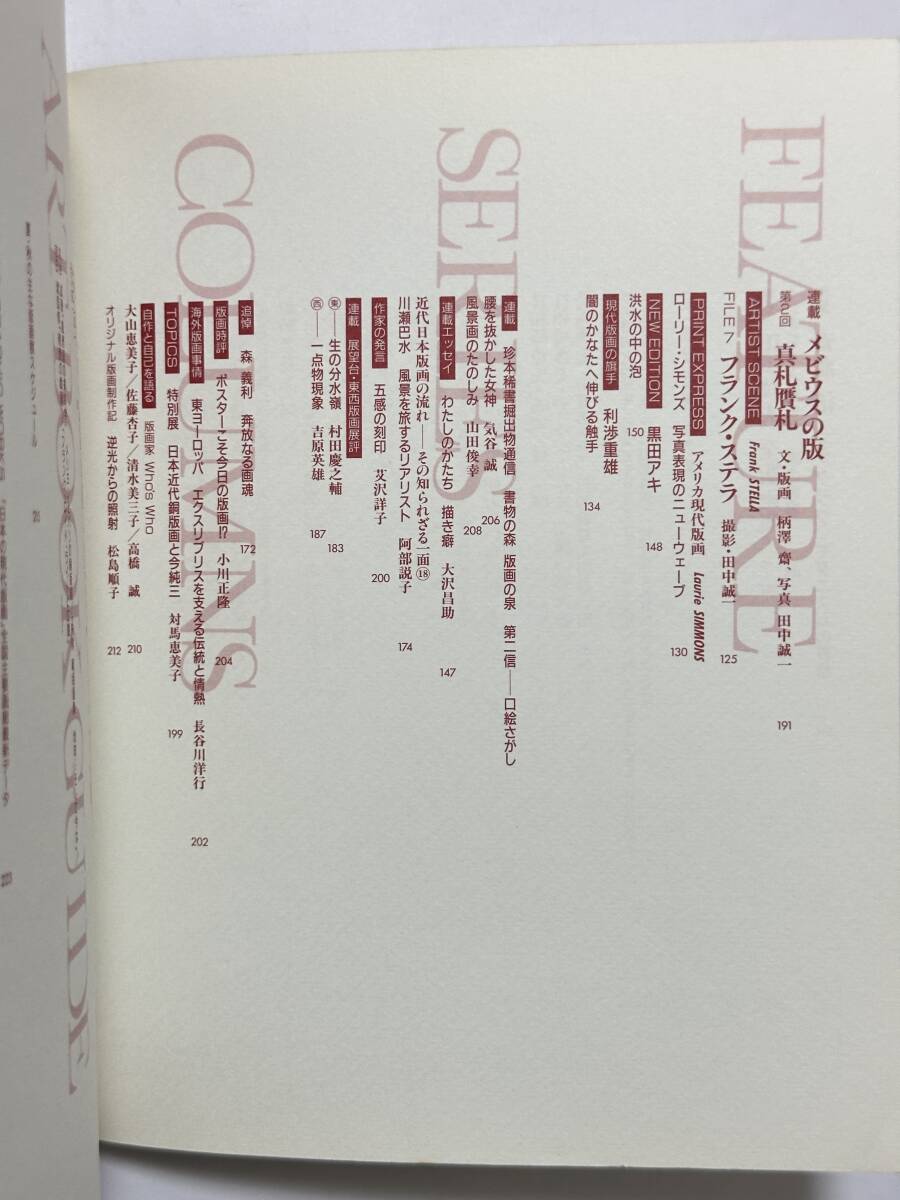 FEATURE
連載 メビウスの版
真札贋札 文・版画 柄澤 齋、写真 田中誠一 191
ARTIST SCENE Frank STELLA
FILE 7 フランク・ステラ 撮影・田中誠一 125
PRINT EXPRESS アメリカ現代版画 Laurie SIMMONS
ローリー・シモンズ 写真表現のニューウェーブ 130
NEW EDITION 黒田アキ 148
洪水の中の泡 150
現代版画の旗手 利渉重雄
闇のかなたへ伸びる触手 134
SERIES
連載 珍本稀書掘出物通信 書物の森 版画の泉 第二信——口絵さがし
腰を抜かした女神 気谷 誠 206
風景画のたのしみ 山田俊幸 208
連載エッセイ わたしのかたち 描き癖 大沢昌助 147
近代日本版画の流れ——その知られざる一面⑱
川瀬巴水 風景を旅するリアリスト 阿部説子 174
作家の発言 五感の刻印 艾沢詳子 200
連載 展望台・東西版画展評
東——生の分水嶺 村田慶之輔 183
西——一点物現象 吉原英雄 187
COLUMNS
追悼 森 義利 奔放なる画魂 172
版画時評 ポスターこそ今日の版画!? 小川正隆 204
海外版画事情 東ヨーロッパ エクスリブリスを支える伝統と情熱 長谷川洋行 202
TOPICS 特別展 日本近代銅版画と今純三 対馬恵美子 199
自作と自己を語る 版画家 Who's Who
大山恵美子/佐藤杏子/清水美三子/高橋 誠 210
オリジナル版画制作記 逆光からの照射 松島順子 212
GUIDE